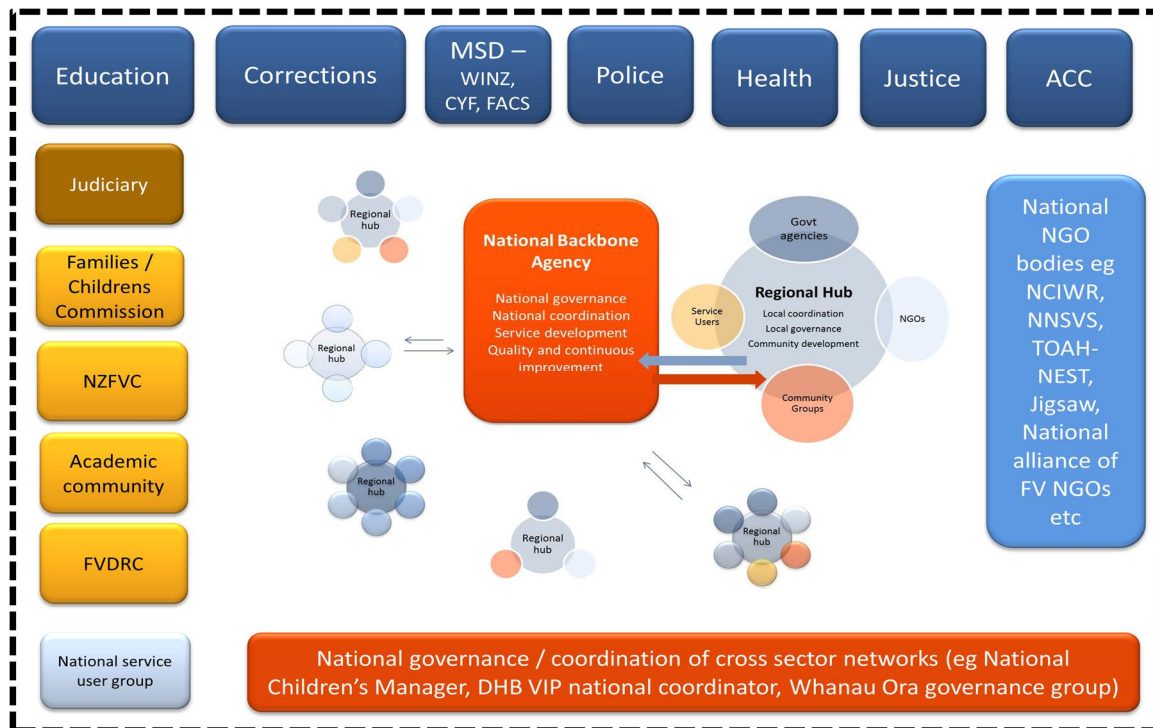 Education
Corrections
MSD –
WINZ,
CYF, FACS
Police
Health
Justice
ACC
Judiciary
Families /
Childrens
Commission
NZFVC
Academic
community
FVDRC
National service
user group
Regional
hub
Regional
hub
Regional
hub
Regional
hub
Regional
hub
National Backbone
Agency
National governance
National coordination
Service development
Quality and continuous
improvement
Govt
agencies
Service
Users
Regional Hub
Local coordination
Local governance
Community development
NGOs
Community
Groups
National
NGO
bodies eg
NCIWR,
NNSVS,
TOAH-
NEST,
Jigsaw,
National
alliance of
FV NGOs
etc
National governance / coordination of cross sector networks (eg National
Children’s Manager, DHB VIP national coordinator, Whanau Ora governance group)